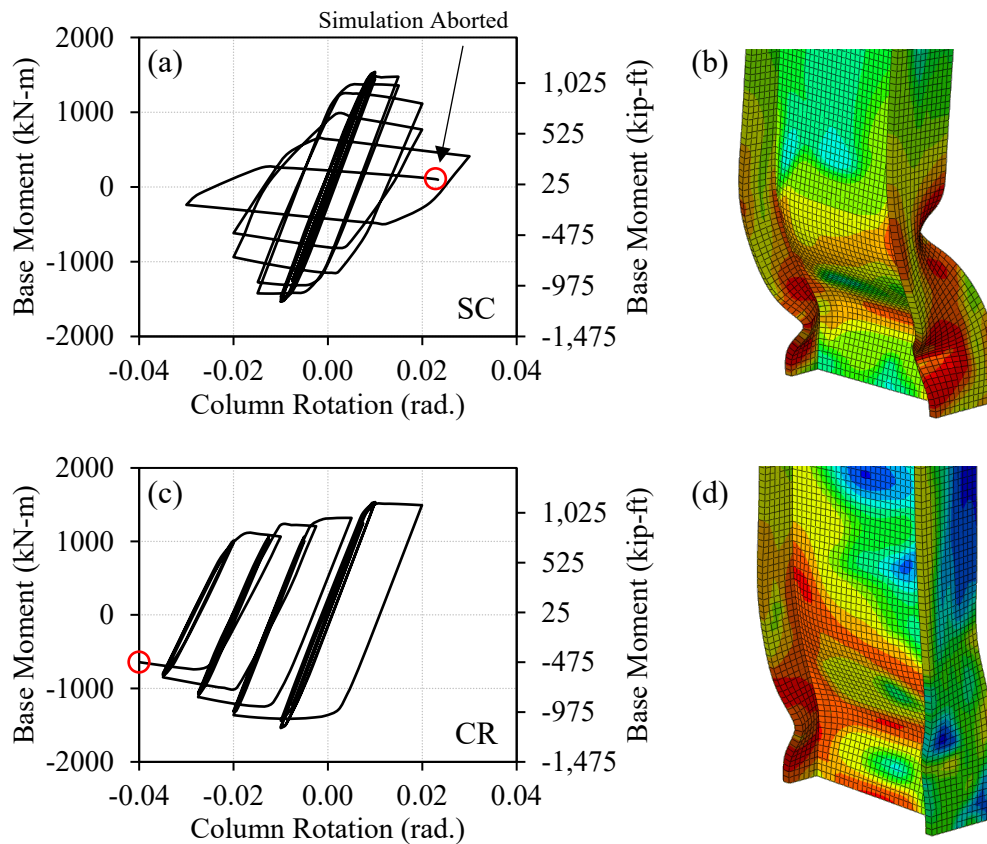 Simulation Aborted
(a)
2000
1000
0
-1000
-2000
Base Moment (kN-m)
1,025
525
25
-475
-975
-1,475
Base Moment (kip-ft)
SC
-0.04 -0.02 0.00 0.02 0.04
Column Rotation (rad.)
(b)
(c)
2000
1000
0
-1000
-2000
Base Moment (kN-m)
1,025
525
25
-475
-975
-1,475
Base Moment (kip-ft)
CR
-0.04 -0.02 0.00 0.02 0.04
Column Rotation (rad.)
(d)